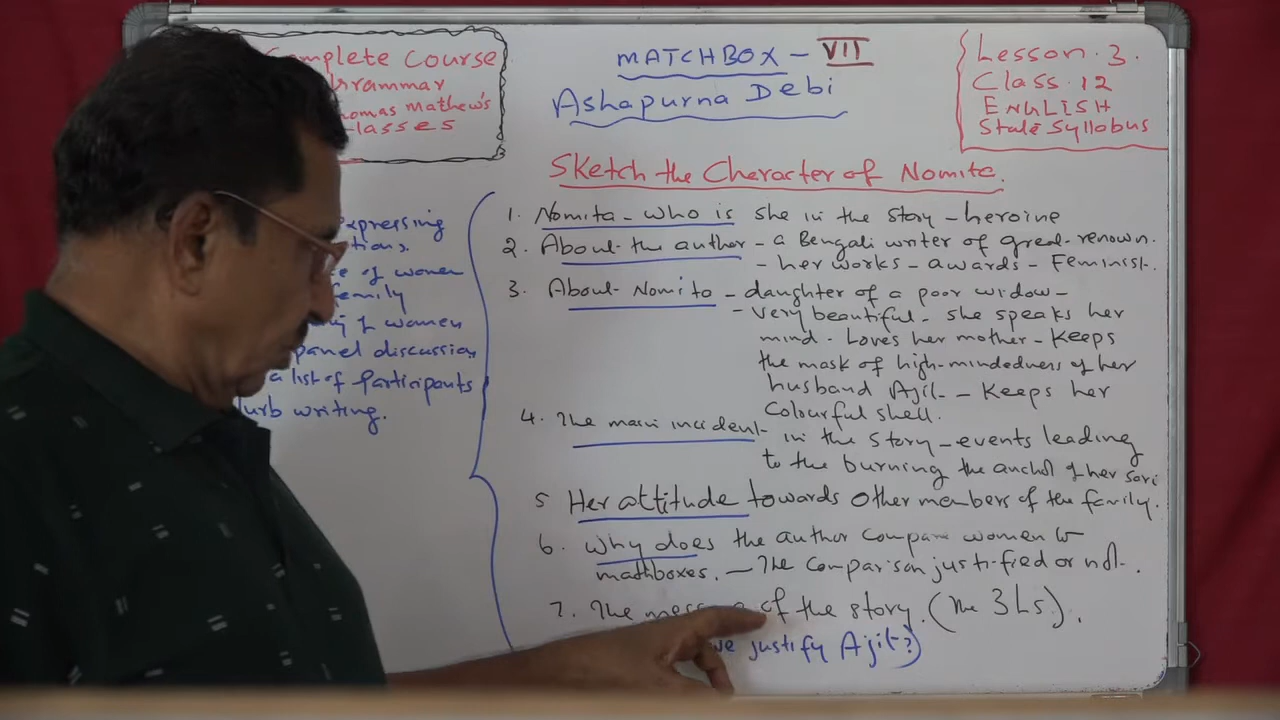 Complete Course
Grammar
Thomas Mathew's
Classes
MATCHBOX - VII
Ashapurna Debi
Lesson. 3.
Class. 12
ENGLISH
State Syllabus
Sketch the Character of Nomita.
expressing
of women
family
of women
panel discussion
a list of participants
writing.
1. Nomita - who is she in the story - heroine
2. About the author - a Bengali writer of great renown.
- her works - awards - Feminist.
3. About Nomito - daughter of a poor widow -
- very beautiful - she speaks her
mind. Loves her mother - keeps
the mask of high-mindedness of her
husband Ajit - keeps her
colourful shell.
4. The main incident in the story - events leading
to the burning the anchol of her sari
5 Her attitude towards other members of the family.
6. Why does the author compare women to
mathboxes. - The comparison justified or not.
7. The of the story. (The 3 Ls).
we justify Ajit?)